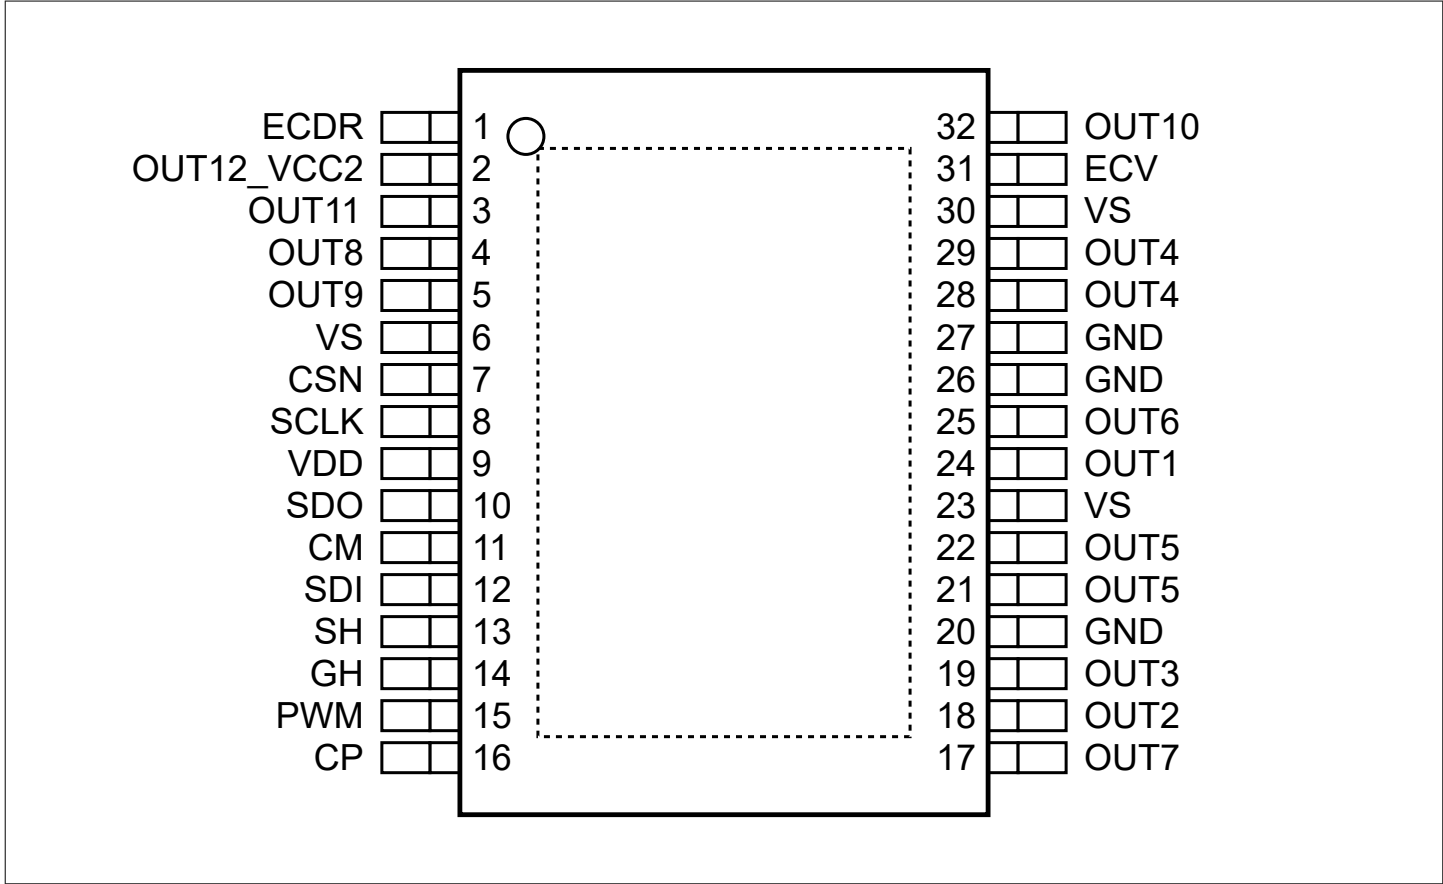 ECDR 1 32 OUT10
OUT12_VCC2 2 31 ECV
OUT11 3 30 VS
OUT8 4 29 OUT4
OUT9 5 28 OUT4
VS 6 27 GND
CSN 7 26 GND
SCLK 8 25 OUT6
VDD 9 24 OUT1
SDO 10 23 VS
CM 11 22 OUT5
SDI 12 21 OUT5
SH 13 20 GND
GH 14 19 OUT3
PWM 15 18 OUT2
CP 16 17 OUT7